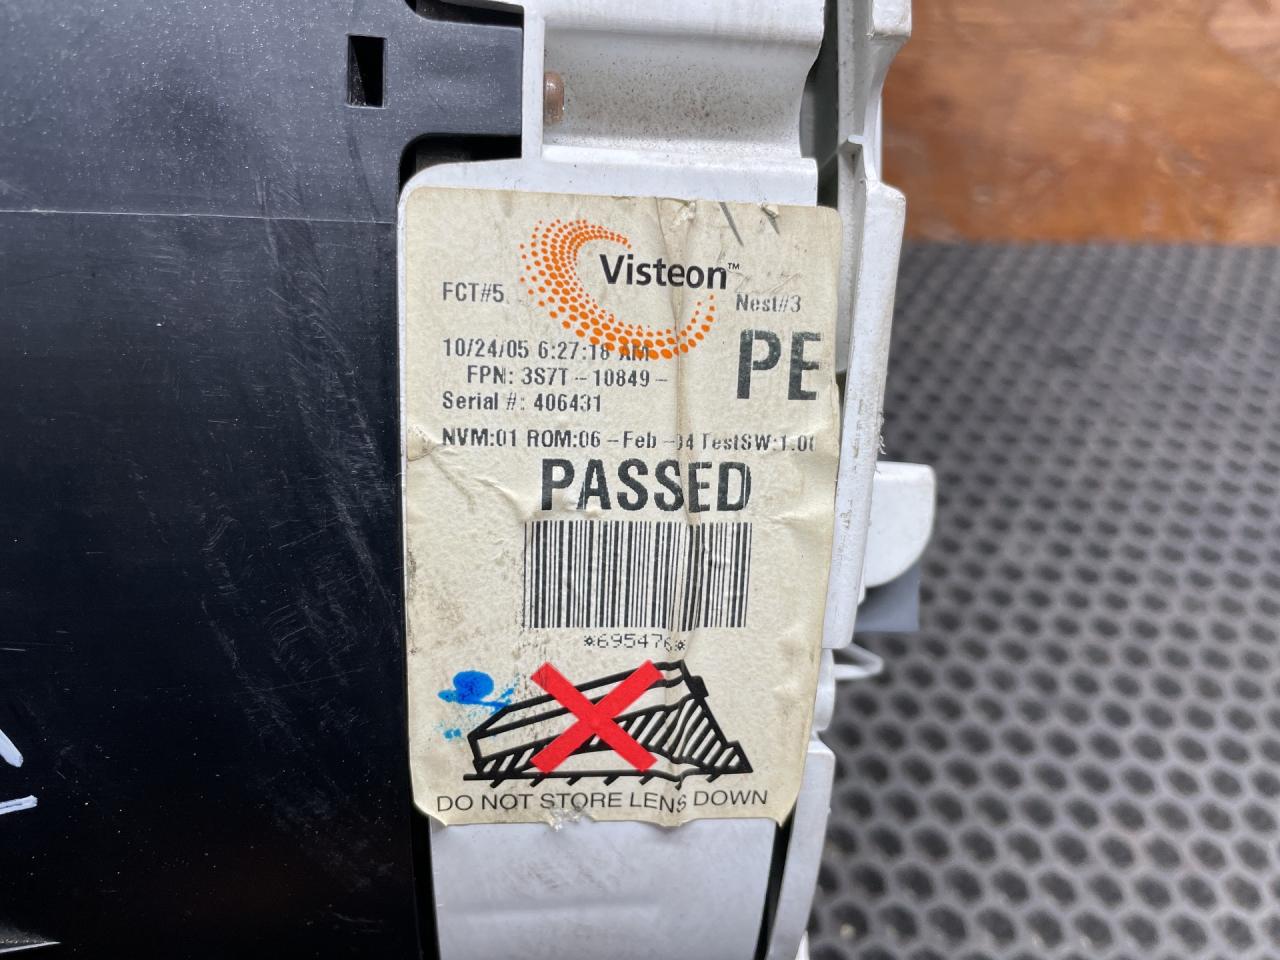 Visteon™
FCT#5
Nest#3
10/24/05 6:27:18 AM
PE
FPN: 3S7T-10849-
Serial #: 406431
NVM:01 ROM:06-Feb-04 TestSW:1.00
PASSED
*695476*
DO NOT STORE LENS DOWN